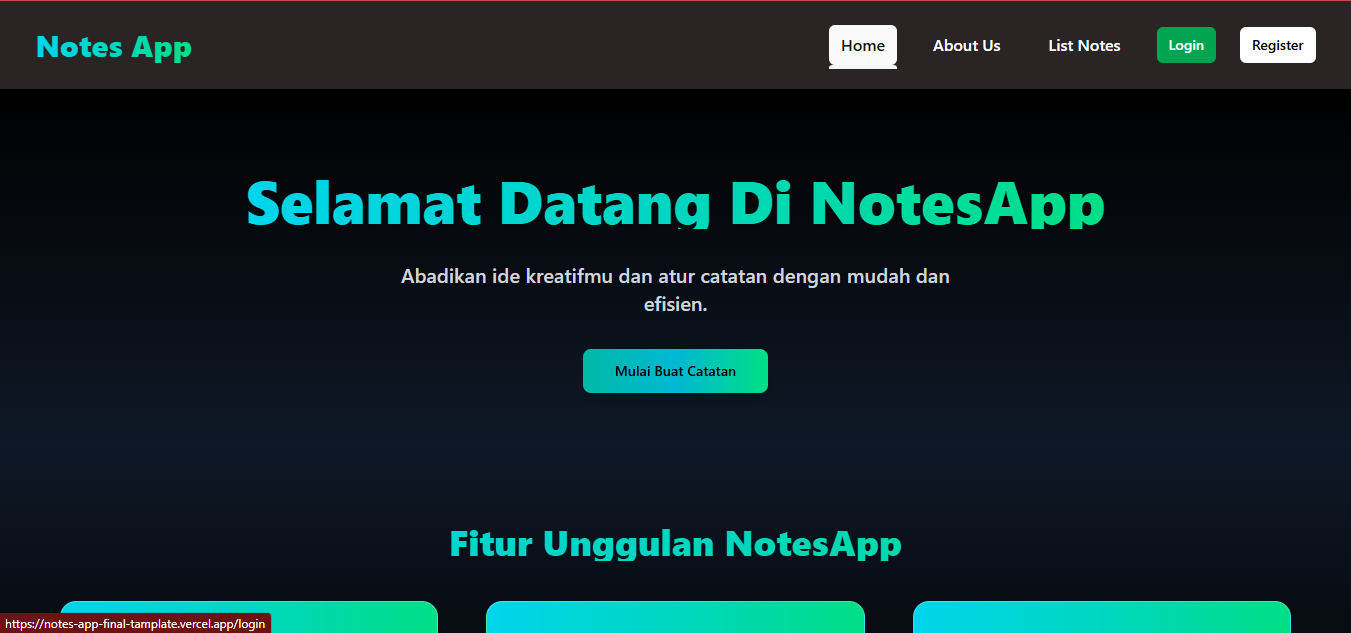 Notes App
Home
About Us
List Notes
Login
Register
Selamat Datang Di NotesApp
Abadikan ide kreatifmu dan atur catatan dengan mudah dan
efisien.
Mulai Buat Catatan
Fitur Unggulan NotesApp
https://notes-app-final-tamplate.vercel.app/login